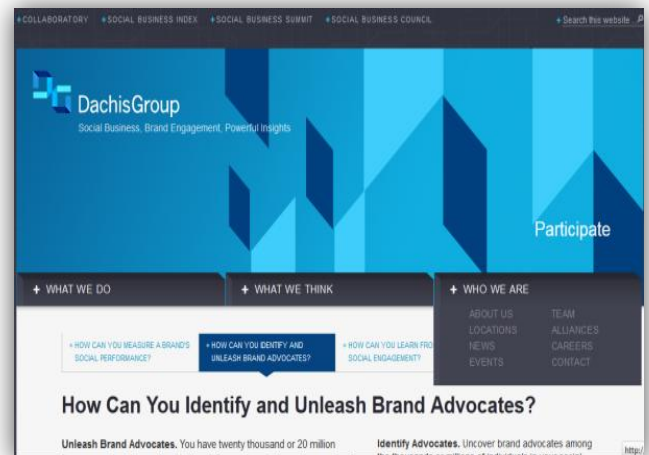 +COLLABORATORY +SOCIAL BUSINESS INDEX +SOCIAL BUSINESS SUMMIT +SOCIAL BUSINESS COUNCIL + Search this website...
DachisGroup
Social Business, Brand Engagement, Powerful Insights
Participate
+ WHAT WE DO + WHAT WE THINK + WHO WE ARE
ABOUT US TEAM
LOCATIONS ALLIANCES
NEWS CAREERS
EVENTS CONTACT
+ HOW CAN YOU MEASURE A BRAND'S SOCIAL PERFORMANCE?
+ HOW CAN YOU IDENTIFY AND UNLEASH BRAND ADVOCATES?
+ HOW CAN YOU LEARN FRO
SOCIAL ENGAGEMENT?
How Can You Identify and Unleash Brand Advocates?
Unleash Brand Advocates. You have twenty thousand or 20 million
Identify Advocates. Uncover brand advocates among
http:/